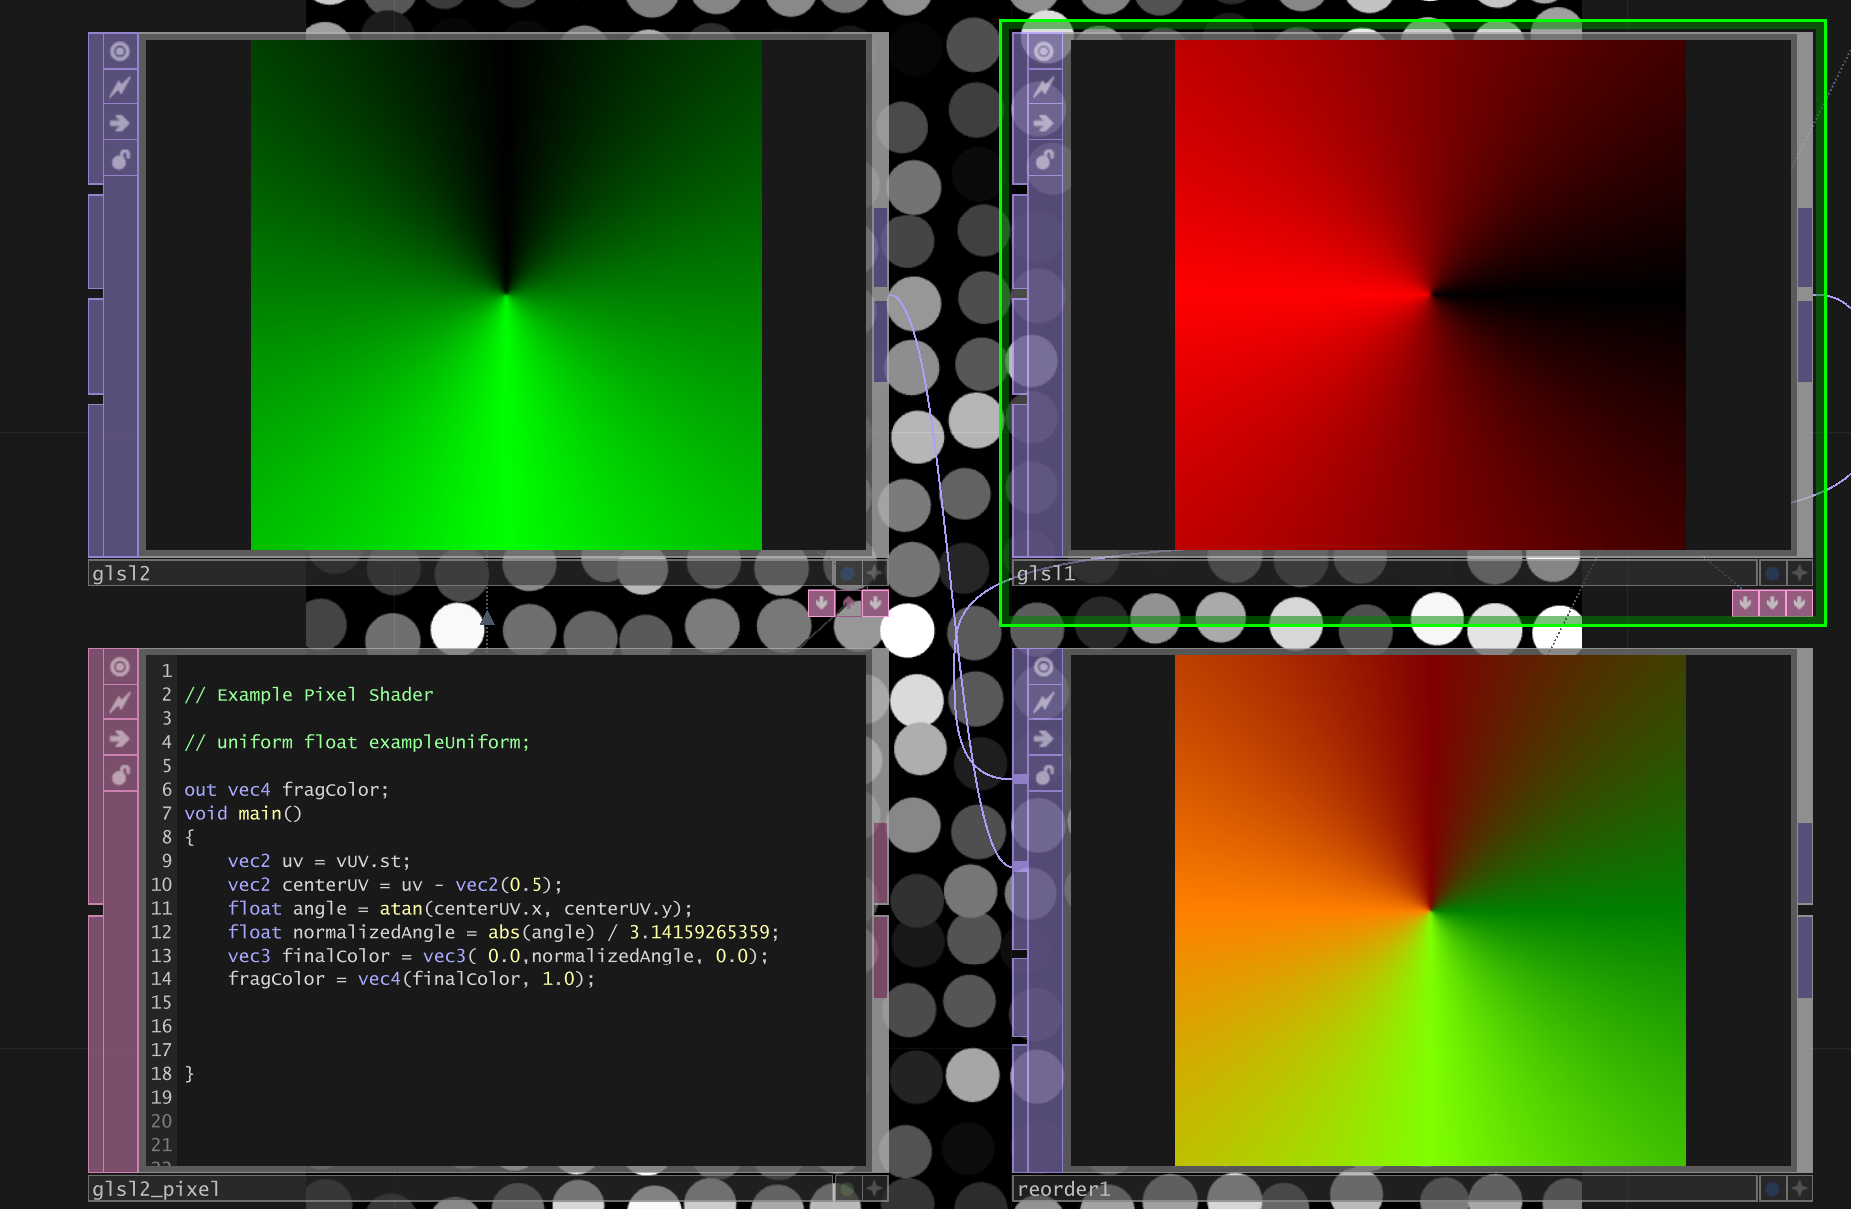 glsl2
glsl1
1
2 // Example Pixel Shader
3
4 // uniform float exampleUniform;
5
6 out vec4 fragColor;
7 void main()
8 {
9     vec2 uv = vUV.st;
10     vec2 centerUV = uv - vec2(0.5);
11     float angle = atan(centerUV.x, centerUV.y);
12     float normalizedAngle = abs(angle) / 3.14159265359;
13     vec3 finalColor = vec3( 0.0,normalizedAngle, 0.0);
14     fragColor = vec4(finalColor, 1.0);
15
16
17
18 }
19
20
21
glsl2_pixel
reorder1